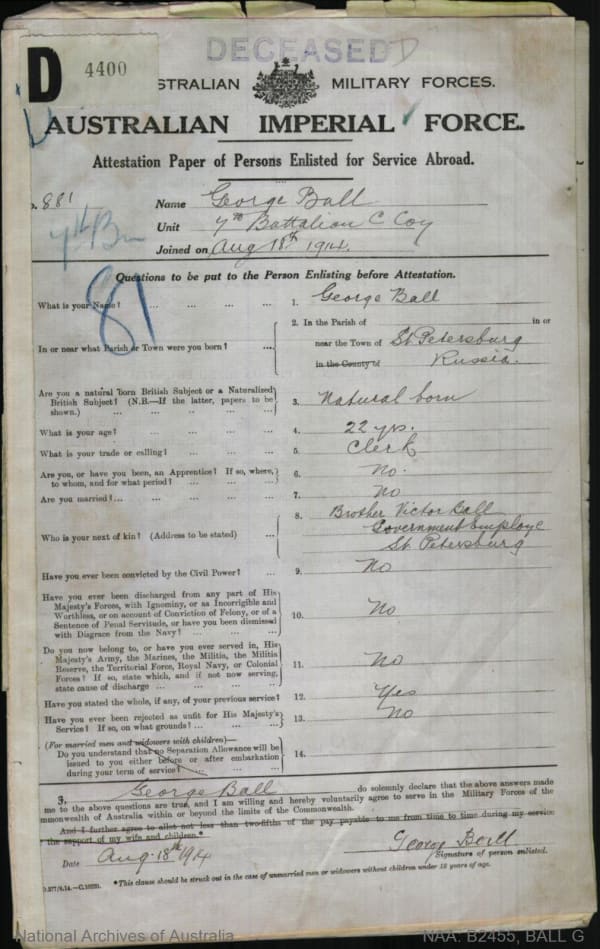 DECEASED
D 4400
STRALIAN MILITARY FORCES.
AUSTRALIAN IMPERIAL FORCE.
Attestation Paper of Persons Enlisted for Service Abroad.
o. 881 Name George Ball
7th Bn Unit 7th Battalion C Coy
Joined on Aug 18th 1914.
Questions to be put to the Person Enlisting before Attestation.
81
What is your Name? ... ... ... ... 1. George Ball
2. In the Parish of in or
In or near what Parish or Town were you born? ... near the Town of St Petersburg
in the County of Russia.
Are you a natural born British Subject or a Naturalized
British Subject? (N.B.—If the latter, papers to be
shown.) ... ... ... ... 3. Natural born
What is your age? ... ... ... ... 4. 22 yrs.
What is your trade or calling? ... ... ... 5. Clerk
Are you, or have you been, an Apprentice? If so, where,
to whom, and for what period? ... ... ... 6. No.
Are you married?... ... ... ... ... 7. No
8. Brother Victor Ball
Who is your next of kin? (Address to be stated) ... Government Employe
St Petersburg
Have you ever been convicted by the Civil Power? ... 9. No
Have you ever been discharged from any part of His
Majesty's Forces, with Ignominy, or as Incorrigible and
Worthless, or on account of Conviction of Felony, or of a
Sentence of Penal Servitude, or have you been dismissed
with Disgrace from the Navy? ... ... ... 10. No
Do you now belong to, or have you ever served in, His
Majesty's Army, the Marines, the Militia, the Militia
Reserve, the Territorial Force, Royal Navy, or Colonial
Forces? If so, state which, and if not now serving,
state cause of discharge ... ... ... 11. No
Have you stated the whole, if any, of your previous service? 12. Yes
Have you ever been rejected as unfit for His Majesty's
Service? If so, on what grounds? ... ... 13. No
(For married men and widowers with children)—
Do you understand that no Separation Allowance will be
issued to you either before or after embarkation
during your term of service? ... ... 14.
3. George Ball do solemnly declare that the above answers made
me to the above questions are true, and I am willing and hereby voluntarily agree to serve in the Military Forces of the
mmonwealth of Australia within or beyond the limits of the Commonwealth.
And I further agree to allot not less than two-fifths of the pay payable to me from time to time during my service
the support of my wife and children.*
George Ball
Signature of person enlisted.
Date Aug 18th 1914
*This clause should be struck out in the case of unmarried men or widowers without children under 18 years of age.
National Archives of Australia
NAA: B2455, BALL G